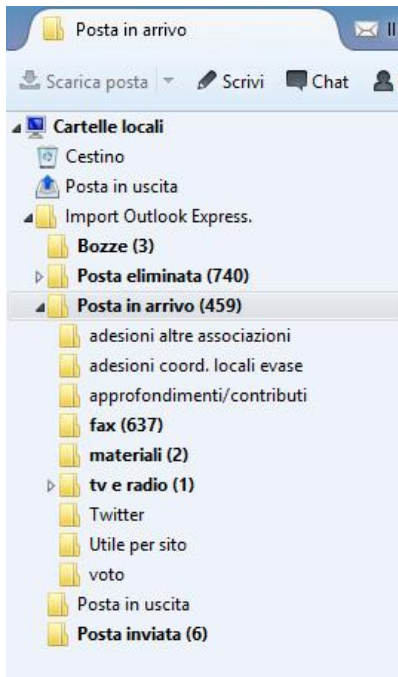 Posta in arrivo
Scarica posta Scrivi Chat
Cartelle locali
Cestino
Posta in uscita
Import Outlook Express.
Bozze (3)
Posta eliminata (740)
Posta in arrivo (459)
adesioni altre associazioni
adesioni coord. locali evase
approfondimenti/contributi
fax (637)
materiali (2)
tv e radio (1)
Twitter
Utile per sito
voto
Posta in uscita
Posta inviata (6)